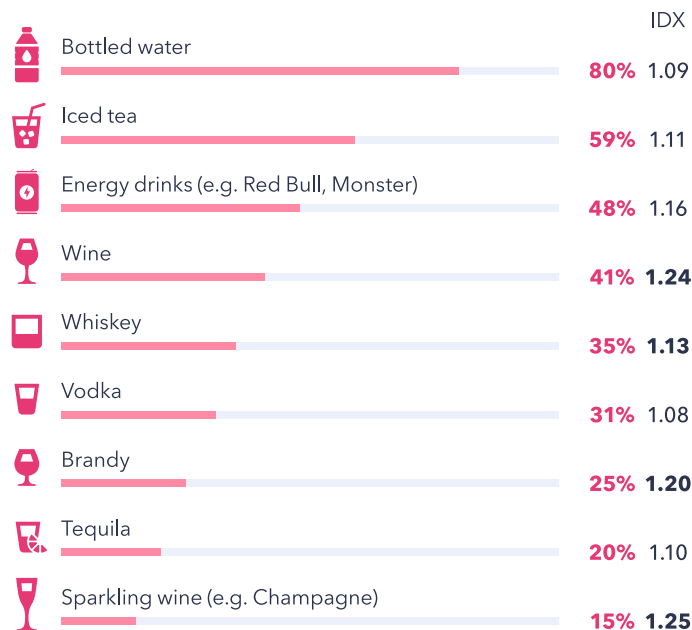 IDX
Bottled water
80% 1.09
Iced tea
59% 1.11
Energy drinks (e.g. Red Bull, Monster)
48% 1.16
Wine
41% 1.24
Whiskey
35% 1.13
Vodka
31% 1.08
Brandy
25% 1.20
Tequila
20% 1.10
Sparkling wine (e.g. Champagne)
15% 1.25